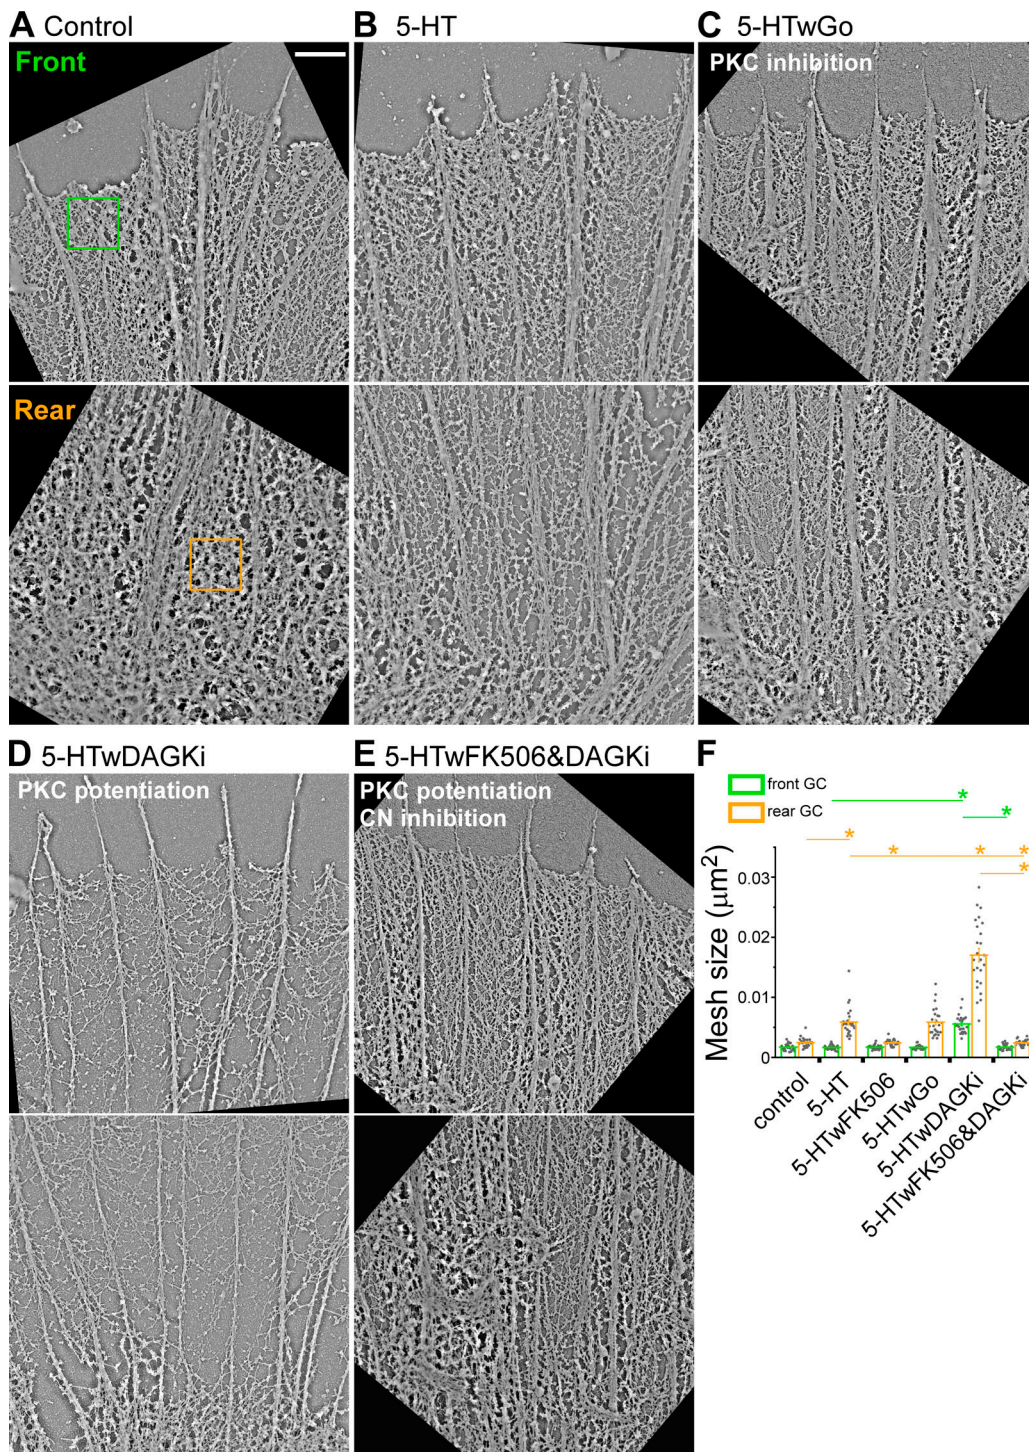 A Control
B 5-HT
C 5-HTwGo
Front
PKC inhibition
Rear
D 5-HTwDAGKi
E 5-HTwFK506&DAGKi
F
PKC potentiation
PKC potentiation
CN inhibition
front GC
rear GC
*
*
*
*
*
*
*
Mesh size (μm²)
0.03
0.02
0.01
0
control
5-HT
5-HTwFK506
5-HTwGo
5-HTwDAGKi
5-HTwFK506&DAGKi